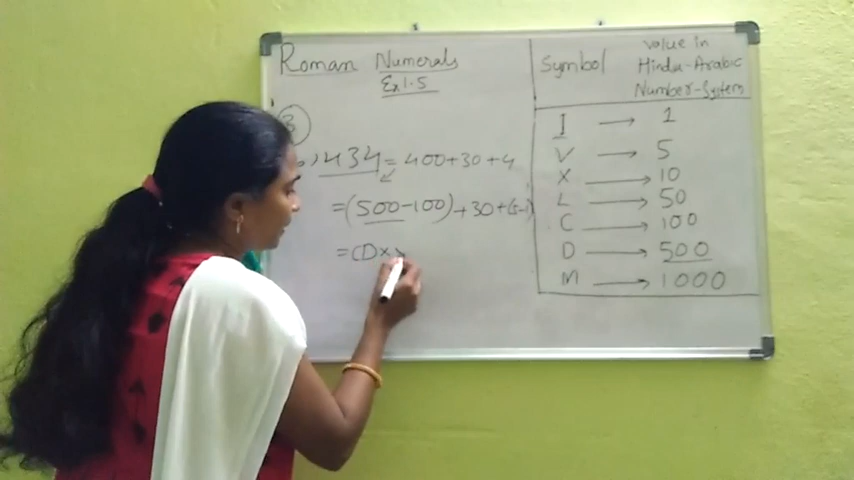 Roman Numerals
Ex 1.5
3
) 434 = 400+30+4
=(500-100)+30+(5-1)
=CDXX
Symbol
value in
Hindu-Arabic
Number-System
I → 1
V → 5
X → 10
L → 50
C → 100
D → 500
M → 1000